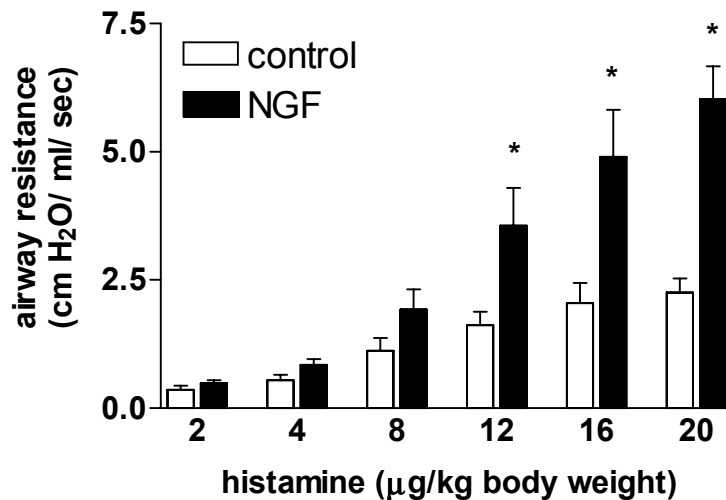 7.5
5.0
2.5
0.0
airway resistance
(cm H₂O/ ml/ sec)
control
NGF
*
*
*
2 4 8 12 16 20
histamine (μg/kg body weight)